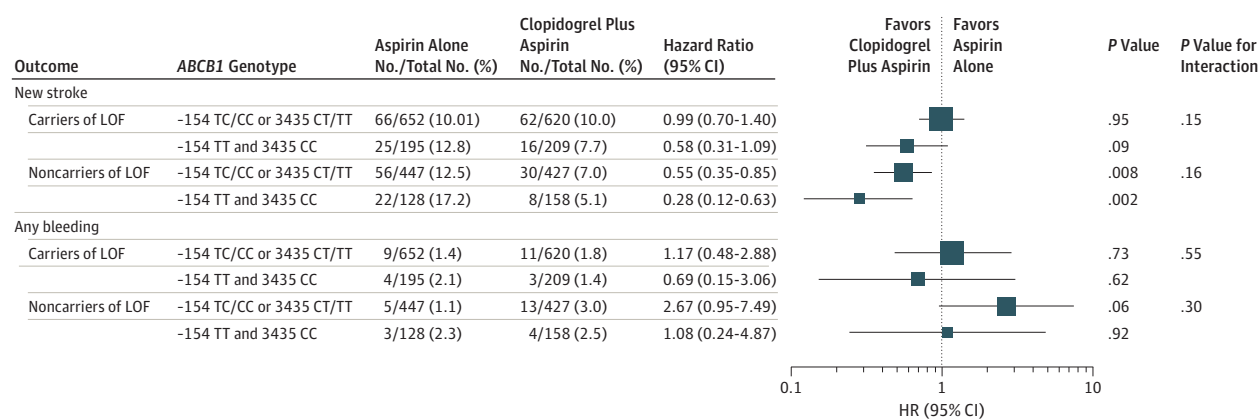 Outcome ABCB1 Genotype Aspirin Alone No./Total No. (%) Clopidogrel Plus Aspirin No./Total No. (%) Hazard Ratio (95% CI) Favors Clopidogrel Plus Aspirin Favors Aspirin Alone P Value P Value for Interaction
New stroke
Carriers of LOF –154 TC/CC or 3435 CT/TT 66/652 (10.01) 62/620 (10.0) 0.99 (0.70-1.40) .95 .15
–154 TT and 3435 CC 25/195 (12.8) 16/209 (7.7) 0.58 (0.31-1.09) .09
Noncarriers of LOF –154 TC/CC or 3435 CT/TT 56/447 (12.5) 30/427 (7.0) 0.55 (0.35-0.85) .008 .16
–154 TT and 3435 CC 22/128 (17.2) 8/158 (5.1) 0.28 (0.12-0.63) .002
Any bleeding
Carriers of LOF –154 TC/CC or 3435 CT/TT 9/652 (1.4) 11/620 (1.8) 1.17 (0.48-2.88) .73 .55
–154 TT and 3435 CC 4/195 (2.1) 3/209 (1.4) 0.69 (0.15-3.06) .62
Noncarriers of LOF –154 TC/CC or 3435 CT/TT 5/447 (1.1) 13/427 (3.0) 2.67 (0.95-7.49) .06 .30
–154 TT and 3435 CC 3/128 (2.3) 4/158 (2.5) 1.08 (0.24-4.87) .92
0.1 1 10
HR (95% CI)